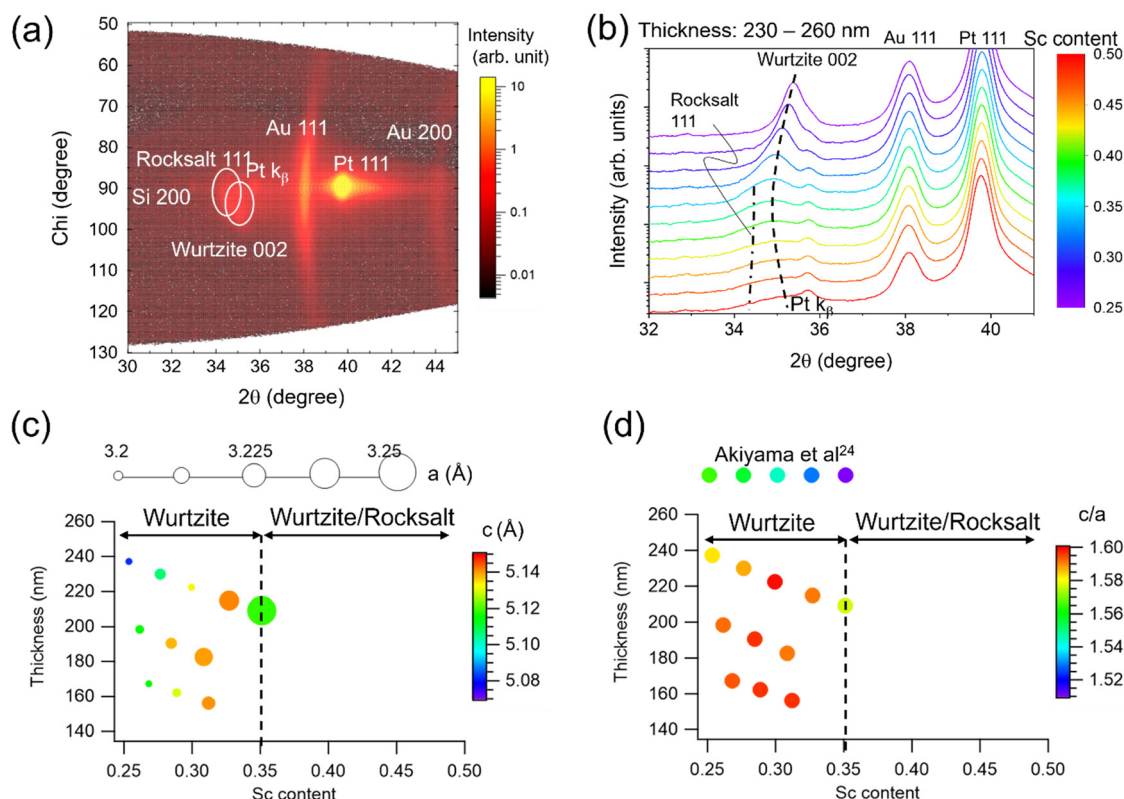 (a)
50
60
70
80
90
100
110
120
130
Chi (degree)
Au 111
Au 200
Rocksalt 111
Pt kβ
Pt 111
Si 200
Wurtzite 002
30
35
40
45
2θ (degree)
Intensity
(arb. unit)
10
1
0.1
0.01
(b)
Thickness: 230 – 260 nm
Au 111
Pt 111
Sc content
Wurtzite 002
Rocksalt
111
Pt kβ
Intensity (arb. units)
32
34
36
38
40
2θ (degree)
0.50
0.45
0.40
0.35
0.30
0.25
(c)
3.2
3.225
3.25
a (Å)
Wurtzite
Wurtzite/Rocksalt
c (Å)
260
240
220
200
180
160
140
Thickness (nm)
5.14
5.12
5.10
5.08
0.25
0.30
0.35
0.40
0.45
0.50
Sc content
(d)
Akiyama et al24
Wurtzite
Wurtzite/Rocksalt
c/a
260
240
220
200
180
160
140
Thickness (nm)
1.60
1.58
1.56
1.54
1.52
0.25
0.30
0.35
0.40
0.45
0.50
Sc content